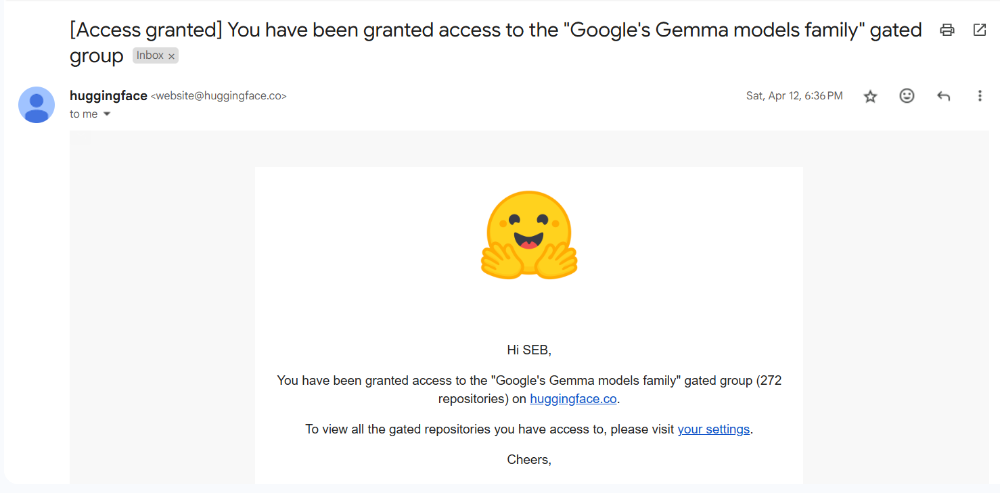 [Access granted] You have been granted access to the "Google's Gemma models family" gated
group Inbox ×
huggingface <website@huggingface.co> Sat, Apr 12, 6:36 PM
to me
Hi SEB,
You have been granted access to the "Google's Gemma models family" gated group (272
repositories) on huggingface.co.
To view all the gated repositories you have access to, please visit your settings.
Cheers,